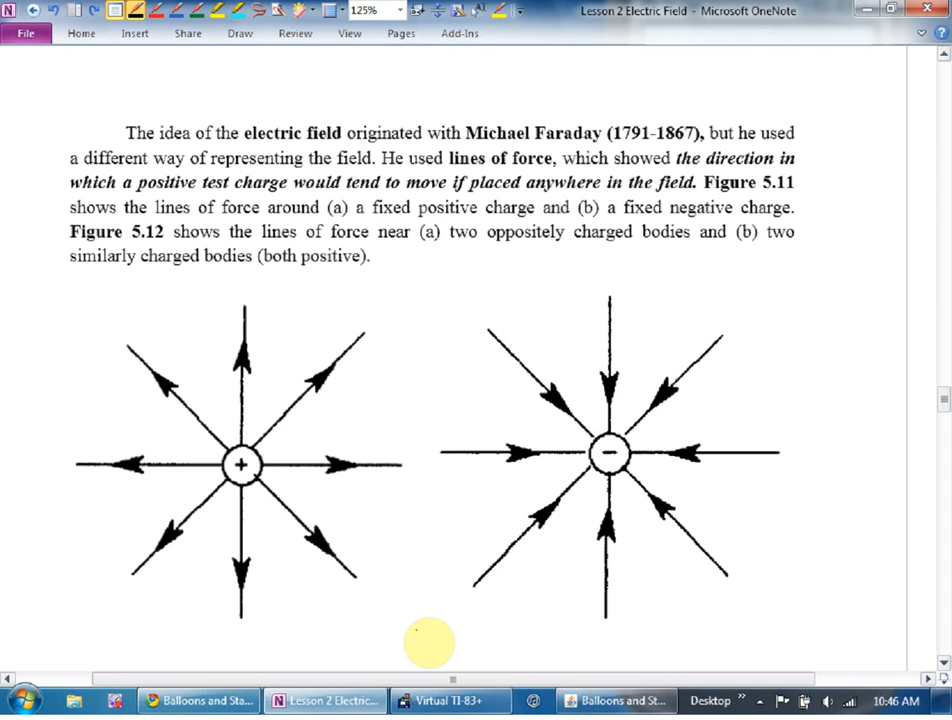 Lesson 2 Electric Field - Microsoft OneNote
125%
File Home Insert Share Draw Review View Pages Add-Ins
The idea of the electric field originated with Michael Faraday (1791-1867), but he used
a different way of representing the field. He used lines of force, which showed the direction in
which a positive test charge would tend to move if placed anywhere in the field. Figure 5.11
shows the lines of force around (a) a fixed positive charge and (b) a fixed negative charge.
Figure 5.12 shows the lines of force near (a) two oppositely charged bodies and (b) two
similarly charged bodies (both positive).
+ −
Balloons and Sta... Lesson 2 Electric... Virtual TI-83+ Balloons and St... Desktop 10:46 AM